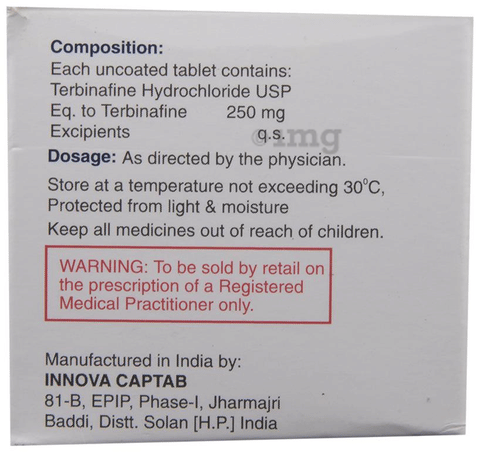 Composition:
Each uncoated tablet contains:
Terbinafine Hydrochloride USP
Eq. to Terbinafine 250 mg
Excipients q.s.
1mg
Dosage: As directed by the physician.
Store at a temperature not exceeding 30⁰C,
Protected from light & moisture
Keep all medicines out of reach of children.
WARNING: To be sold by retail on
the prescription of a Registered
Medical Practitioner only.
Manufactured in India by:
INNOVA CAPTAB
81-B, EPIP, Phase-I, Jharmajri
Baddi, Distt. Solan [H.P.] India